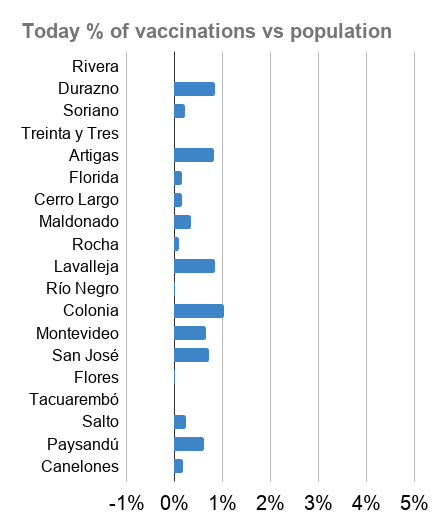 Today % of vaccinations vs population
Rivera
Durazno
Soriano
Treinta y Tres
Artigas
Florida
Cerro Largo
Maldonado
Rocha
Lavalleja
Río Negro
Colonia
Montevideo
San José
Flores
Tacuarembó
Salto
Paysandú
Canelones
-1% 0% 1% 2% 3% 4% 5%